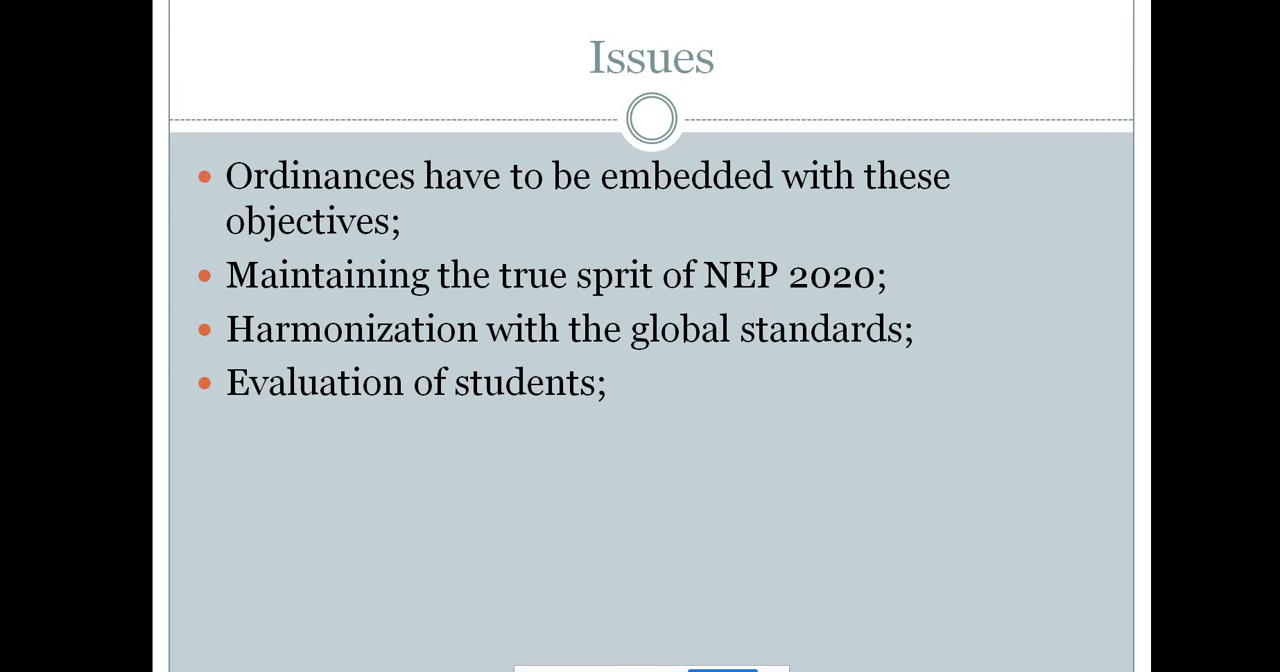 Issues
Ordinances have to be embedded with these
objectives;
Maintaining the true sprit of NEP 2020;
Harmonization with the global standards;
Evaluation of students;